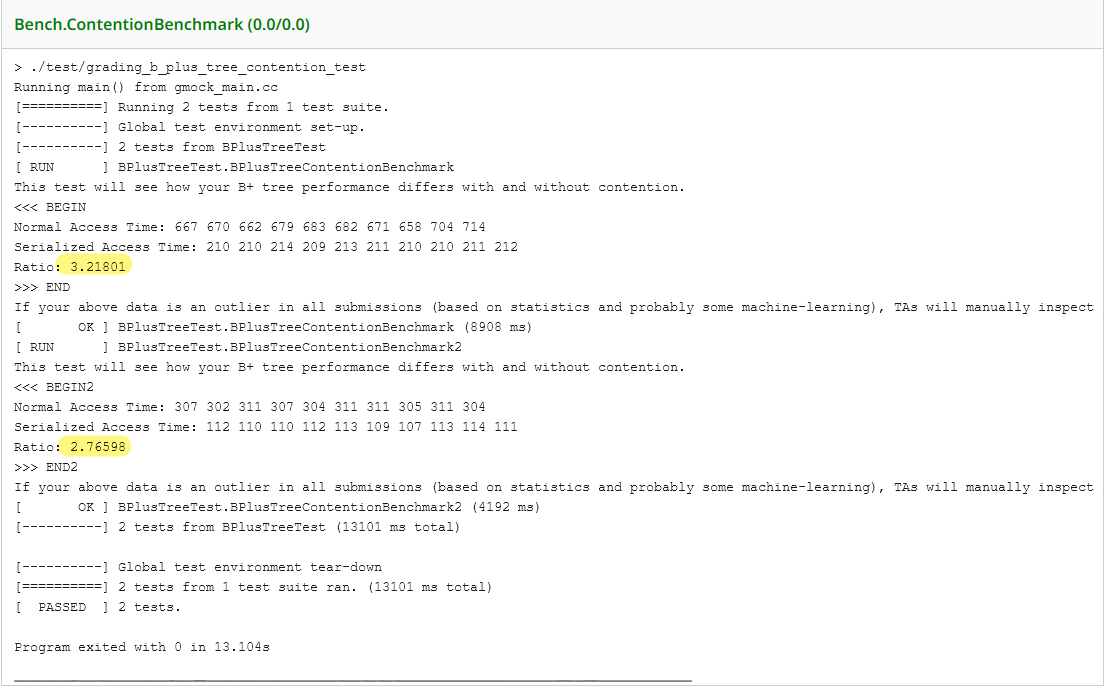 Bench.ContentionBenchmark (0.0/0.0)
> ./test/grading_b_plus_tree_contention_test
Running main() from gmock_main.cc
[==========] Running 2 tests from 1 test suite.
[----------] Global test environment set-up.
[----------] 2 tests from BPlusTreeTest
[ RUN      ] BPlusTreeTest.BPlusTreeContentionBenchmark
This test will see how your B+ tree performance differs with and without contention.
<<< BEGIN
Normal Access Time: 667 670 662 679 683 682 671 658 704 714
Serialized Access Time: 210 210 214 209 213 211 210 210 211 212
Ratio: 3.21801
>>> END
If your above data is an outlier in all submissions (based on statistics and probably some machine-learning), TAs will manually inspect
[       OK ] BPlusTreeTest.BPlusTreeContentionBenchmark (8908 ms)
[ RUN      ] BPlusTreeTest.BPlusTreeContentionBenchmark2
This test will see how your B+ tree performance differs with and without contention.
<<< BEGIN2
Normal Access Time: 307 302 311 307 304 311 311 305 311 304
Serialized Access Time: 112 110 110 112 113 109 107 113 114 111
Ratio: 2.76598
>>> END2
If your above data is an outlier in all submissions (based on statistics and probably some machine-learning), TAs will manually inspect
[       OK ] BPlusTreeTest.BPlusTreeContentionBenchmark2 (4192 ms)
[----------] 2 tests from BPlusTreeTest (13101 ms total)
[----------] Global test environment tear-down
[==========] 2 tests from 1 test suite ran. (13101 ms total)
[  PASSED  ] 2 tests.
Program exited with 0 in 13.104s